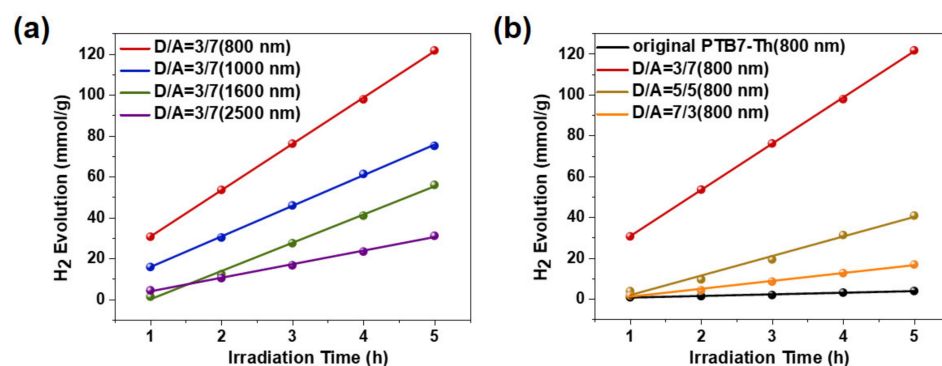 (a)
H2 Evolution (mmol/g)
120
100
80
60
40
20
0
D/A=3/7(800 nm)
D/A=3/7(1000 nm)
D/A=3/7(1600 nm)
D/A=3/7(2500 nm)
1 2 3 4 5
Irradiation Time (h)
(b)
H2 Evolution (mmol/g)
120
100
80
60
40
20
0
original PTB7-Th(800 nm)
D/A=3/7(800 nm)
D/A=5/5(800 nm)
D/A=7/3(800 nm)
1 2 3 4 5
Irradiation Time (h)